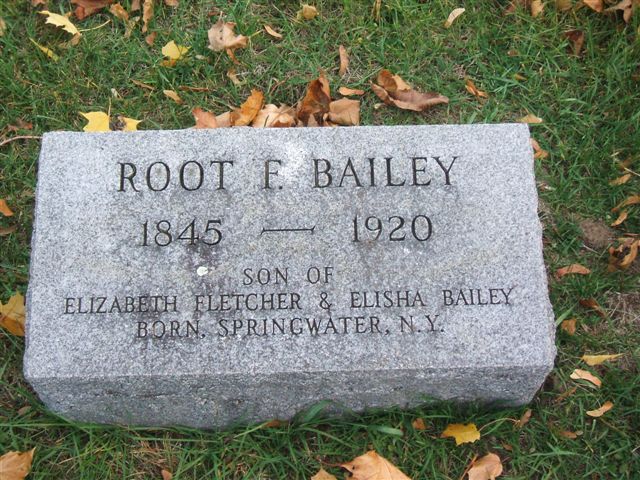 ROOT F. BAILEY
1845 — 1920
SON OF
ELIZABETH FLETCHER & ELISHA BAILEY
BORN, SPRINGWATER, N.Y.